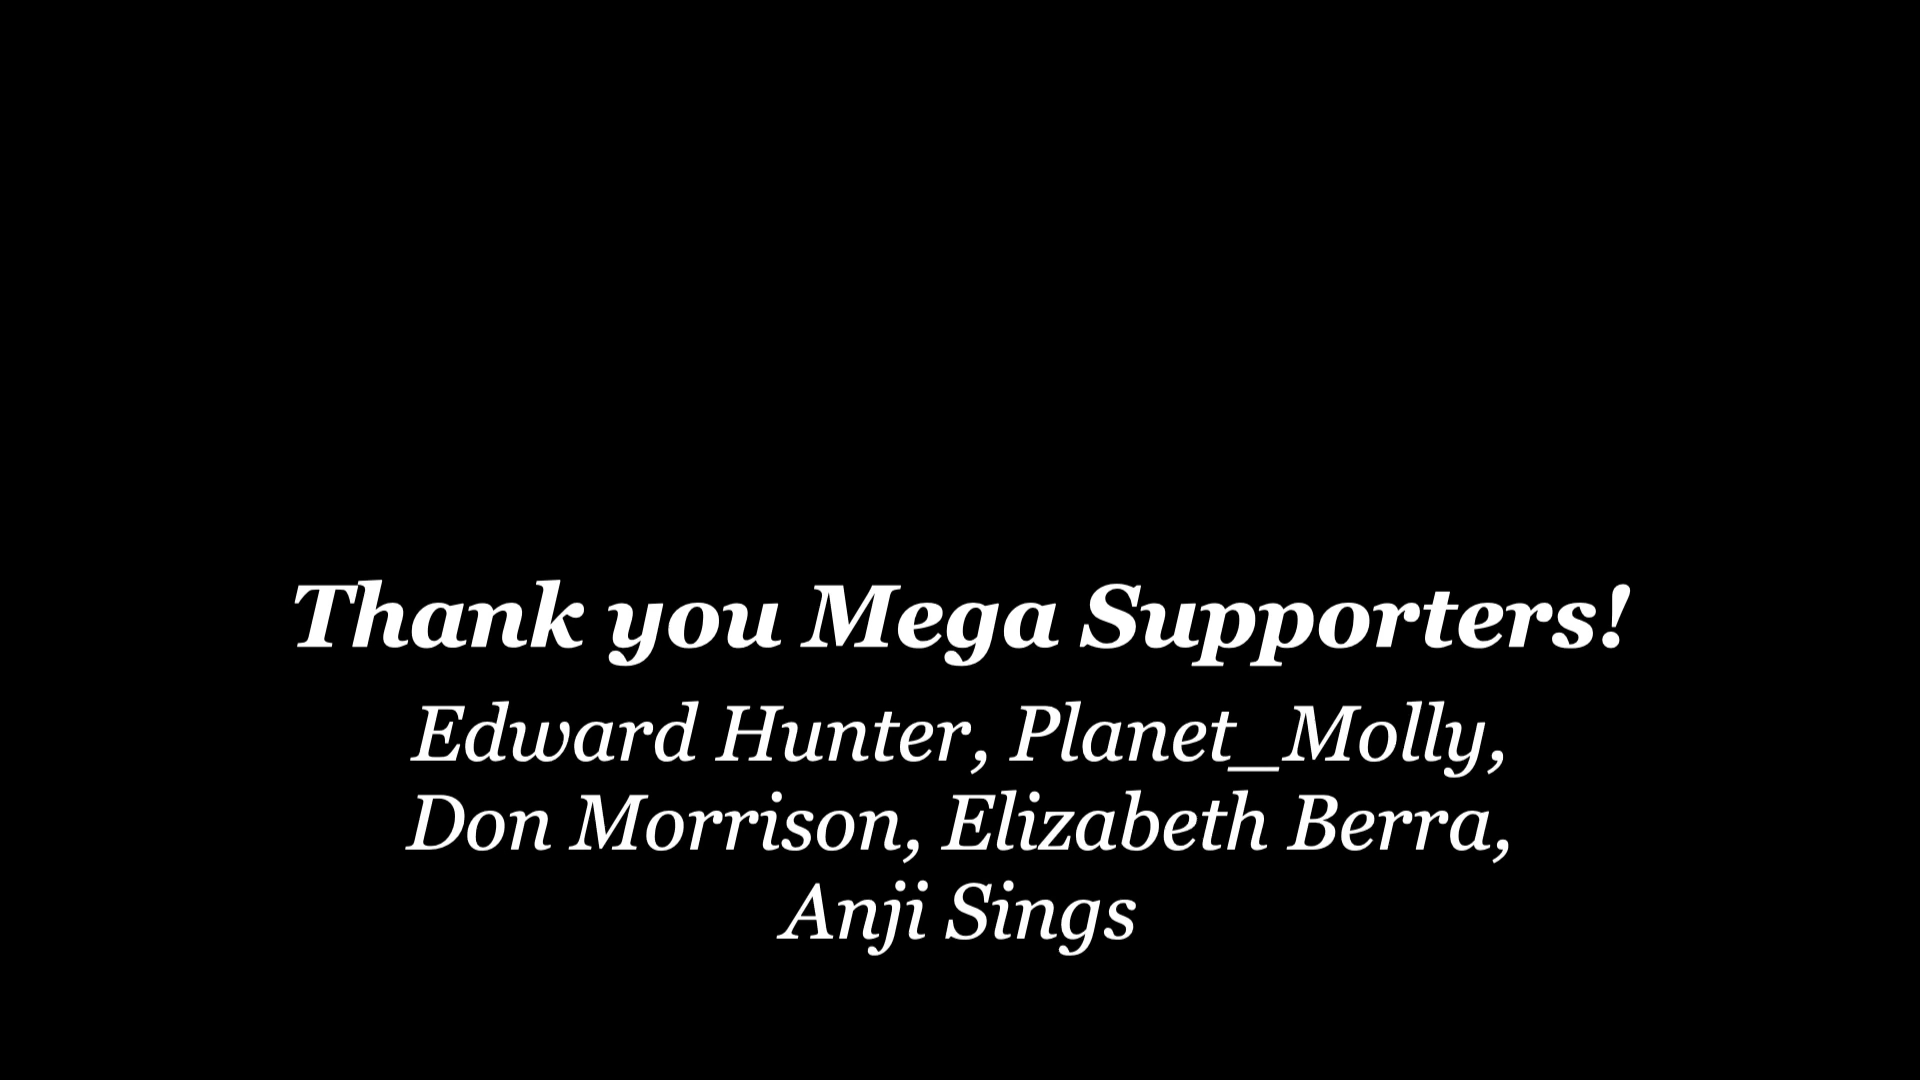 Thank you Mega Supporters!
Edward Hunter, Planet_Molly,
Don Morrison, Elizabeth Berra,
Anji Sings